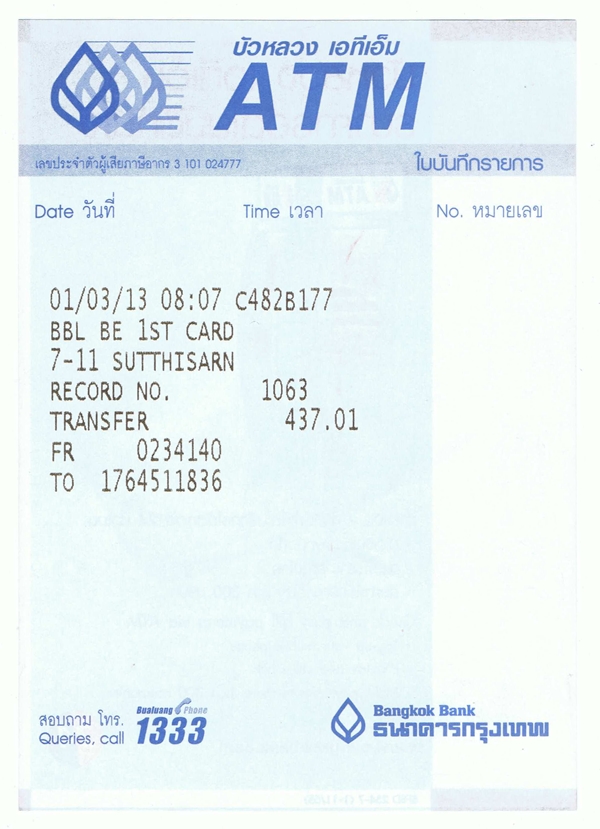 บัวหลวง เอทีเอ็ม
ATM
เลขประจำตัวผู้เสียภาษีอากร 3 101 024777 ใบบันทึกรายการ
Date วันที่ Time เวลา No. หมายเลข
01/03/13 08:07 C482B177
BBL BE 1ST CARD
7-11 SUTTHISARN
RECORD NO. 1063
TRANSFER 437.01
FR 0234140
TO 1764511836
สอบถาม โทร. Bualuang Phone
Queries, call 1333
Bangkok Bank
ธนาคารกรุงเทพ